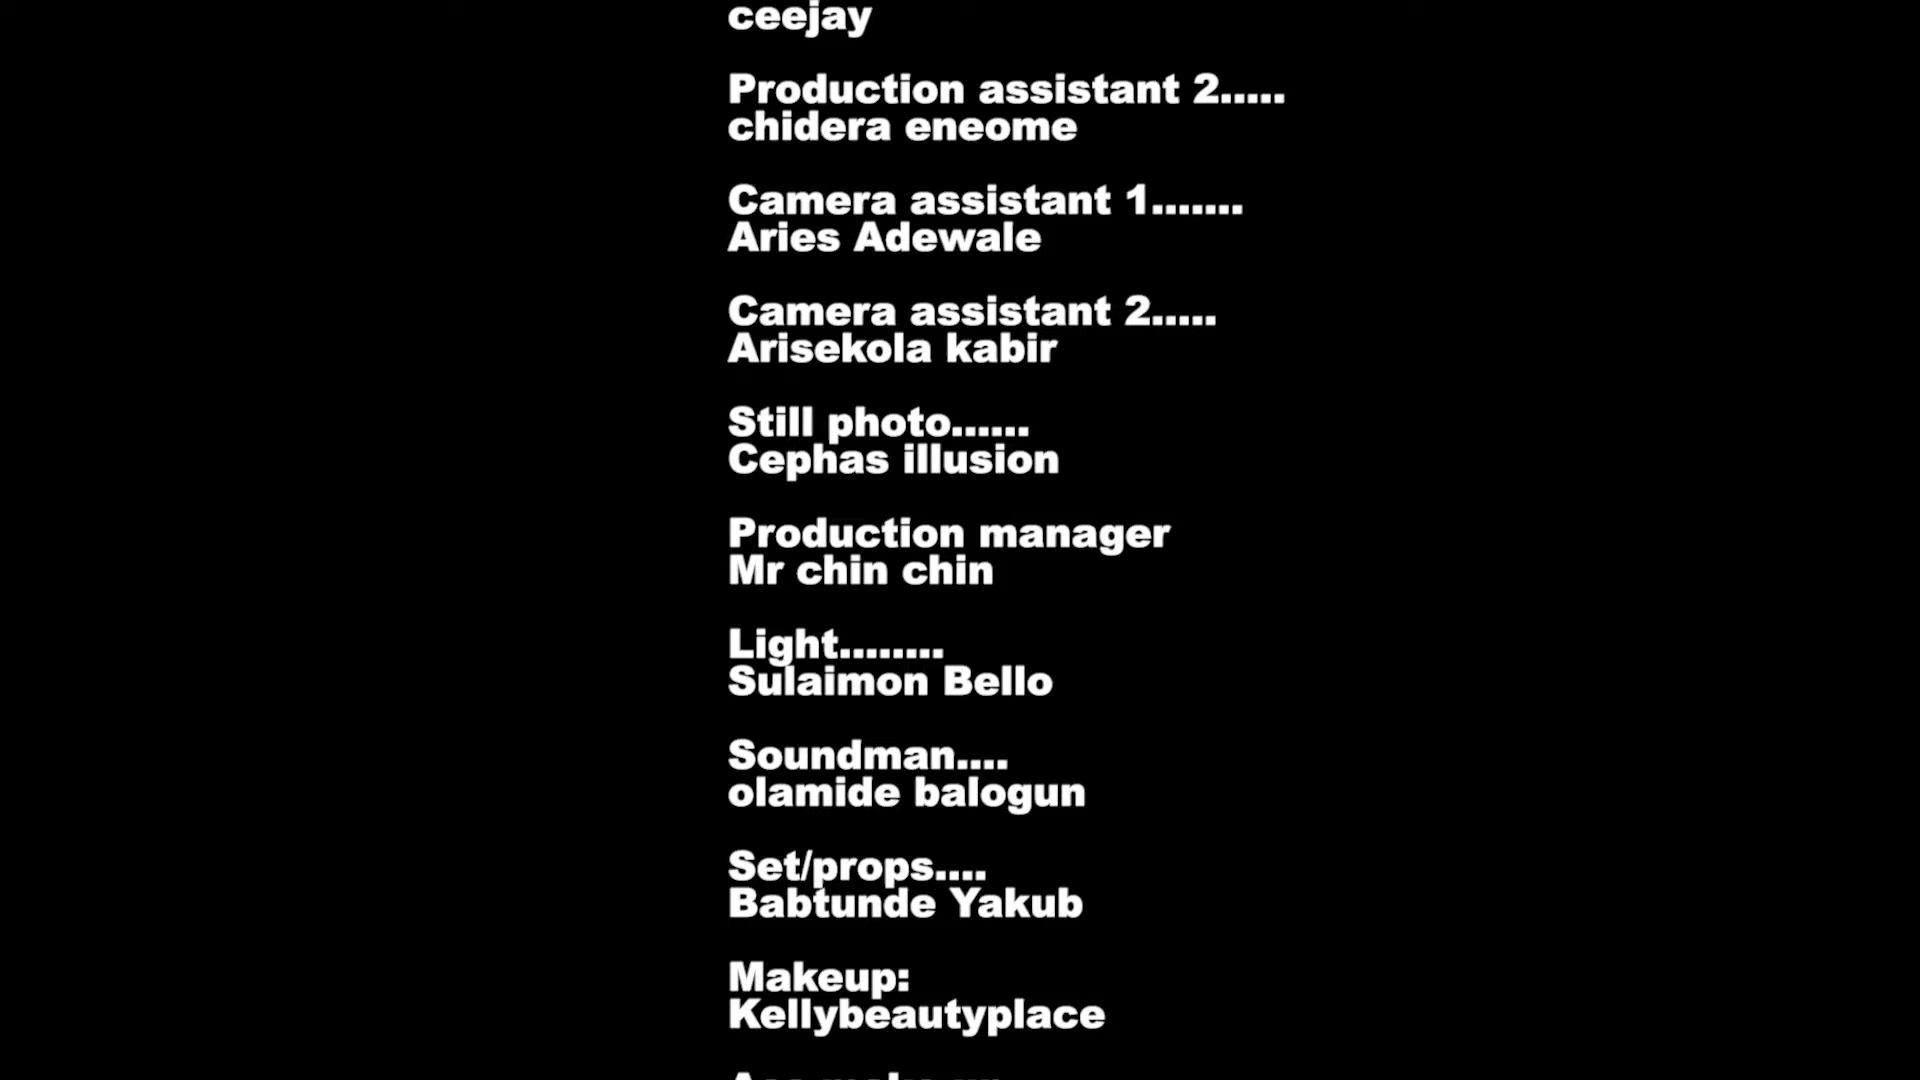 ceejay
Production assistant 2.....
chidera eneome
Camera assistant 1.......
Aries Adewale
Camera assistant 2.....
Arisekola kabir
Still photo......
Cephas illusion
Production manager
Mr chin chin
Light........
Sulaimon Bello
Soundman....
olamide balogun
Set/props....
Babtunde Yakub
Makeup:
Kellybeautyplace